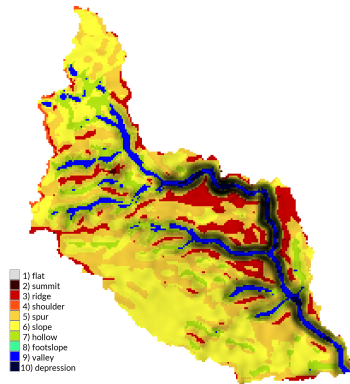 1) flat
2) summit
3) ridge
4) shoulder
5) spur
6) slope
7) hollow
8) footslope
9) valley
10) depression